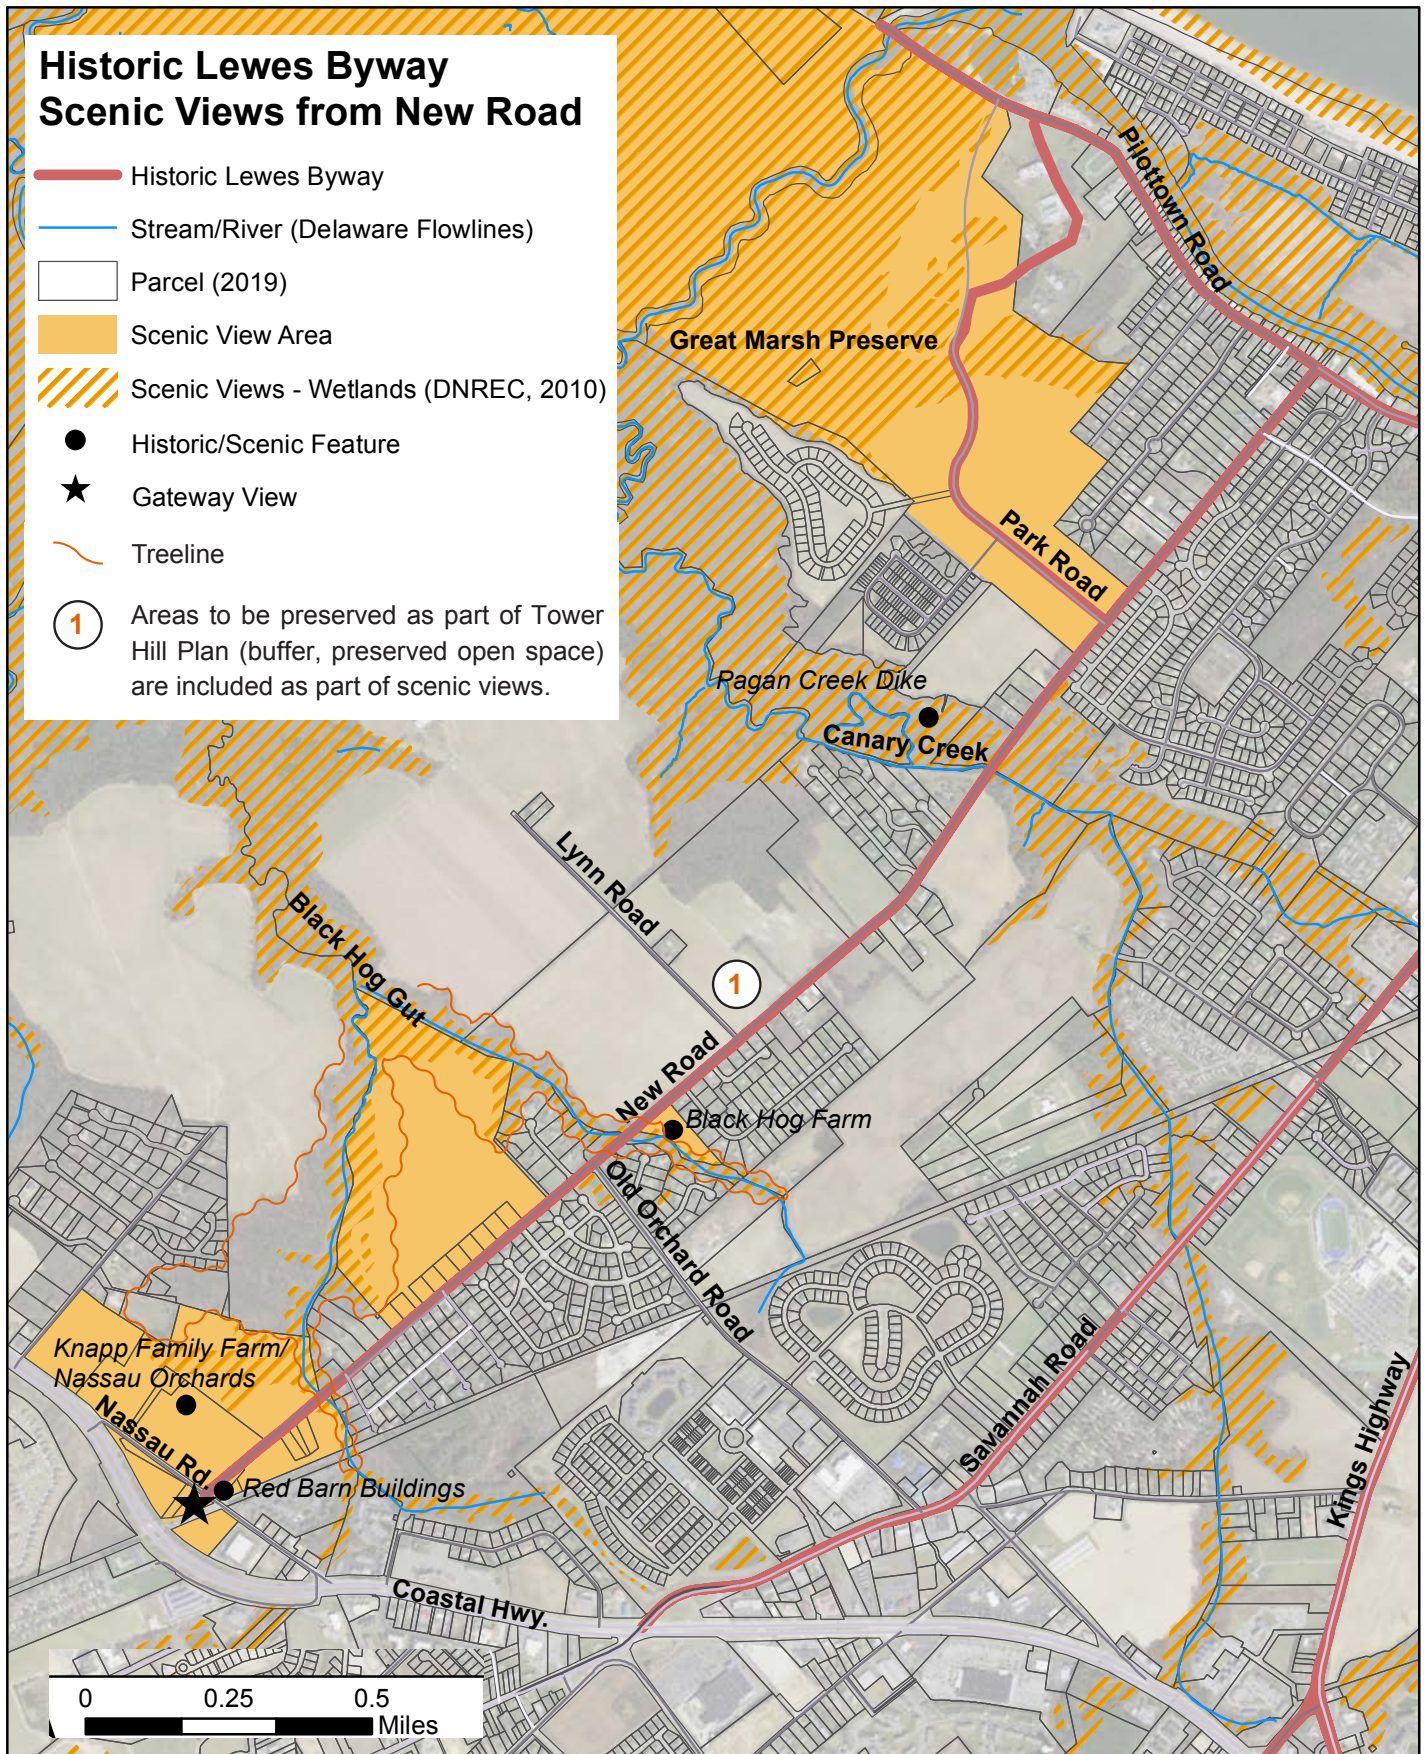 Historic Lewes Byway
Scenic Views from New Road
Historic Lewes Byway
Stream/River (Delaware Flowlines)
Parcel (2019)
Scenic View Area
Scenic Views - Wetlands (DNREC, 2010)
Historic/Scenic Feature
Gateway View
Treeline
1
Areas to be preserved as part of Tower
Hill Plan (buffer, preserved open space)
are included as part of scenic views.
Pilottown Road
Great Marsh Preserve
Park Road
Pagan Creek Dike
Canary Creek
Lynn Road
Black Hog Gut
1
New Road
Black Hog Farm
Old Orchard Road
Knapp Family Farm/
Nassau Orchards
Nassau Rd.
Red Barn Buildings
Savannah Road
Kings Highway
Coastal Hwy.
0 0.25 0.5
Miles